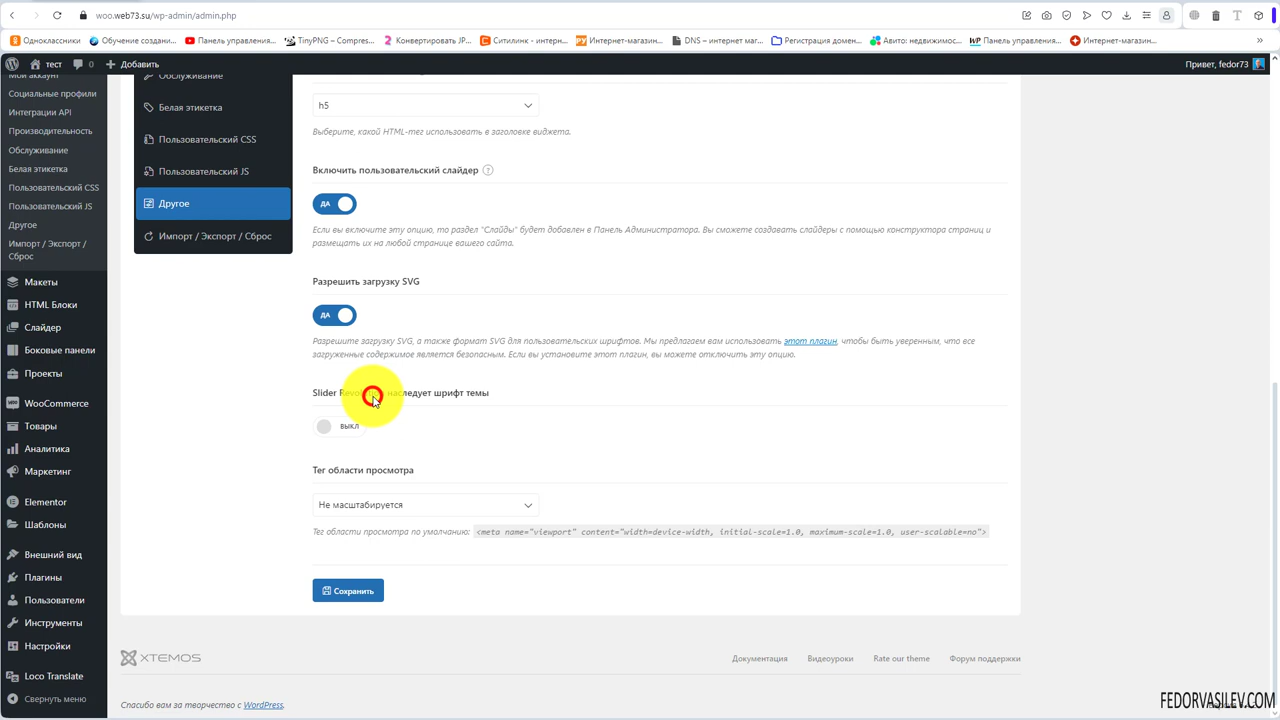 woo.web73.su/wp-admin/admin.php
Одноклассники
Обучение создани...
Панель управления...
TinyPNG – Compres...
Конвертировать JP...
Ситилинк - интерн...
Интернет-магазин...
DNS – интернет маг...
Регистрация домен...
Авито: недвижимос...
Панель управления...
Интернет-магазин...
тест
0
+ Добавить
Привет, fedor73
Мой аккаунт
Социальные профили
Интеграции API
Производительность
Обслуживание
Белая этикетка
Пользовательский CSS
Пользовательский JS
Другое
Импорт / Экспорт /
Сброс
Макеты
HTML Блоки
Слайдер
Боковые панели
Проекты
WooCommerce
Товары
Аналитика
Маркетинг
Elementor
Шаблоны
Внешний вид
Плагины
Пользователи
Инструменты
Настройки
Loco Translate
Свернуть меню
Обслуживание
Белая этикетка
Пользовательский CSS
Пользовательский JS
Другое
Импорт / Экспорт / Сброс
h5
Выберите, какой HTML-тег использовать в заголовке виджета.
Включить пользовательский слайдер ?
ДА
Если вы включите эту опцию, то раздел "Слайды" будет добавлен в Панель Администратора. Вы сможете создавать слайдеры с помощью конструктора страниц и
размещать их на любой странице вашего сайта.
Разрешить загрузку SVG
ДА
Разрешите загрузку SVG, а также формат SVG для пользовательских шрифтов. Мы предлагаем вам использовать этот плагин, чтобы быть уверенным, что все
загруженные содержимое является безопасным. Если вы установите этот плагин, вы можете отключить эту опцию.
Slider наследует шрифт темы
ВЫКЛ
Тег области просмотра
Не масштабируется
Тег области просмотра по умолчанию: <meta name="viewport" content="width=device-width, initial-scale=1.0, maximum-scale=1.0, user-scalable=no">
Сохранить
XTEMOS
Документация
Видеоуроки
Rate our theme
Форум поддержки
Спасибо вам за творчество с WordPress.
FEDORVASILEV.COM